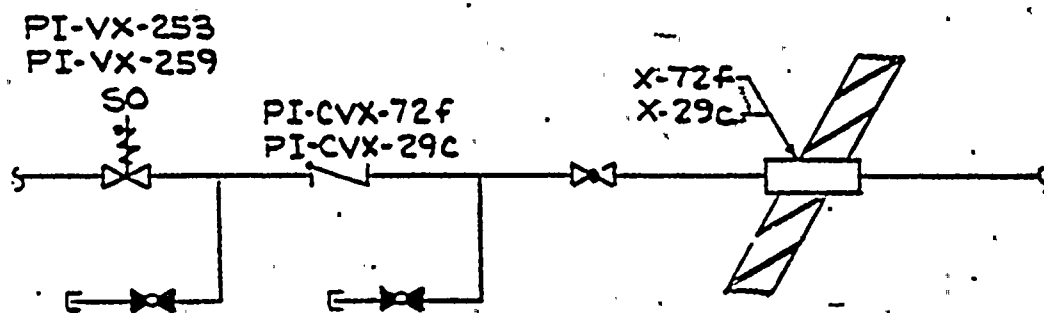 PI-VX-253
PI-VX-259
SO
PI-CVX-72f
PI-CVX-29c
X-72f
X-29c